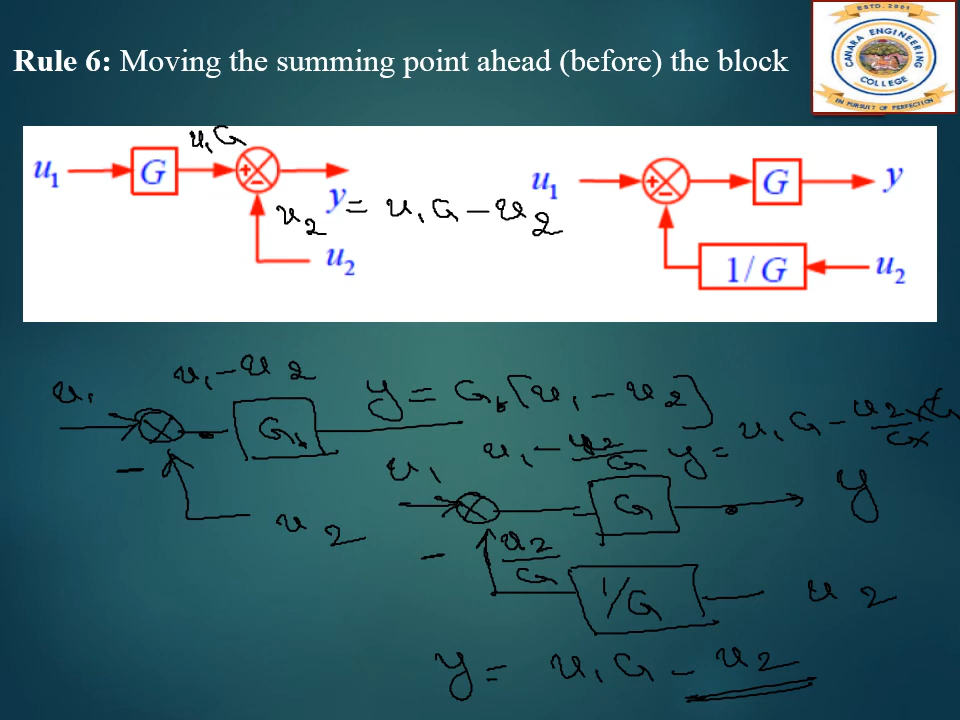 Rule 6: Moving the summing point ahead (before) the block
ESTD. 2001
CANARA ENGINEERING
COLLEGE
IN PURSUIT OF PERFECTION
u₁ G u₁G + − y
u₂ = u₁G − u₂
u₂
u₁ + − G y
1/G u₂
u₁ u₁ − u₂
G₁ y = G₁[u₁ − u₂]
− u₂
u₁ u₁ − u₂/G y = u₁G − u₂/G × G
G y
− u₂/G
1/G u₂
y = u₁G − u₂